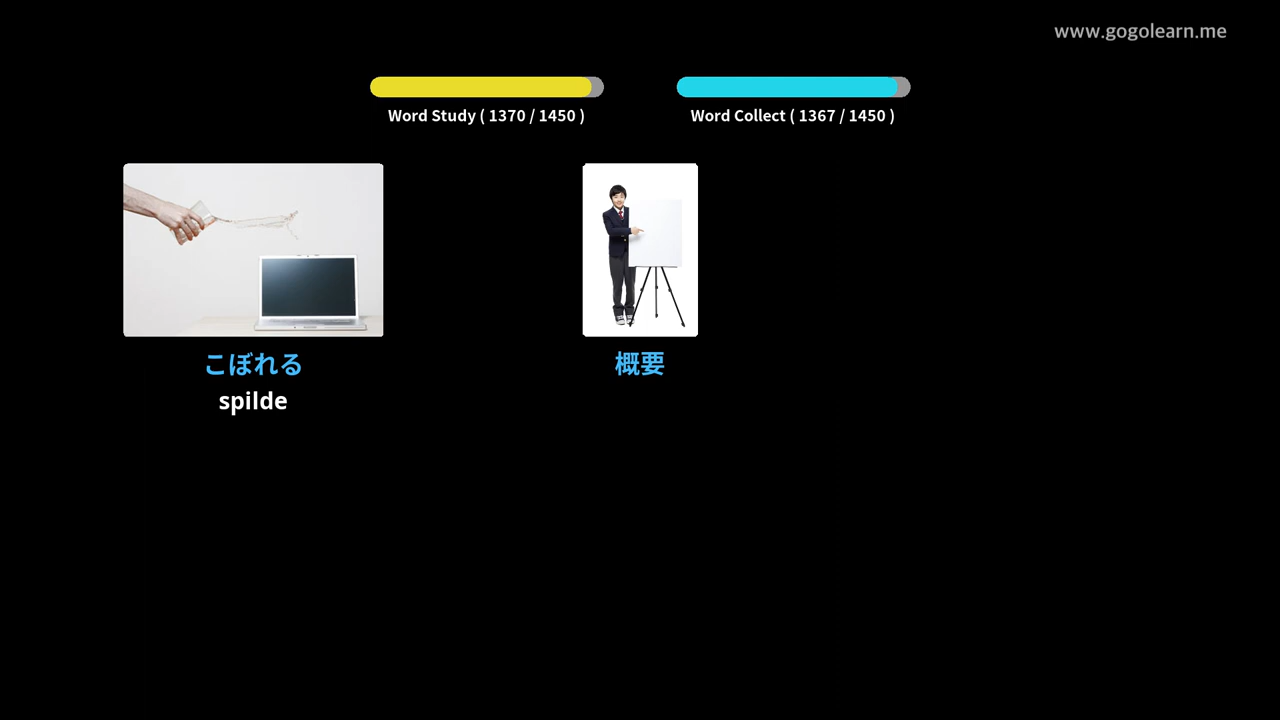 www.gogolearn.me
Word Study ( 1370 / 1450 )
Word Collect ( 1367 / 1450 )
こぼれる
spilde
概要